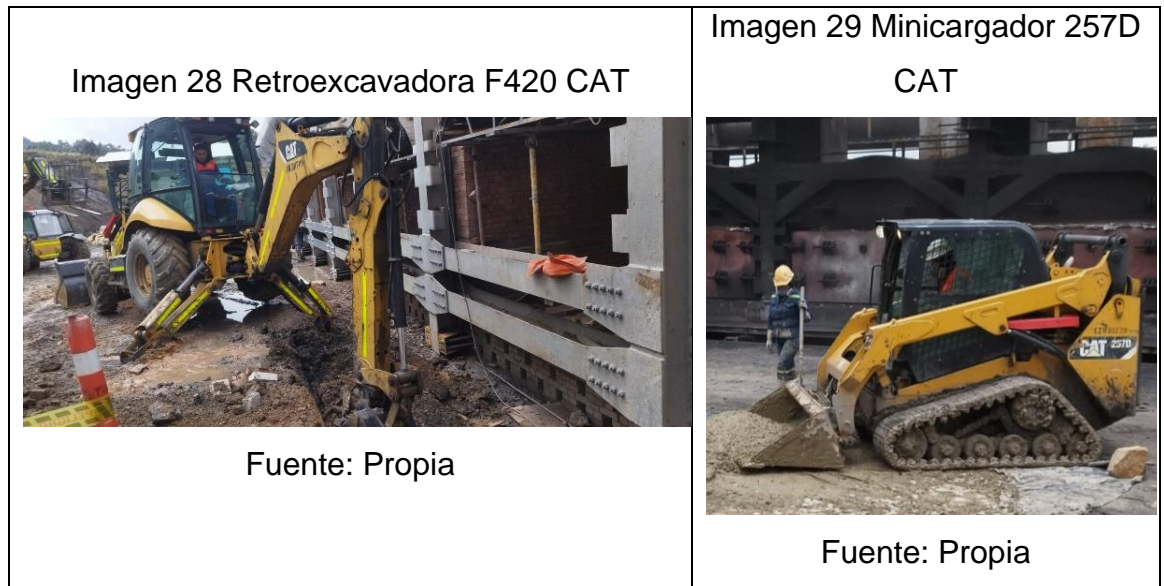 Imagen 28 Retroexcavadora F420 CAT
CAT
Fuente: Propia
Imagen 29 Minicargador 257D
CAT
CAT 257D
Fuente: Propia